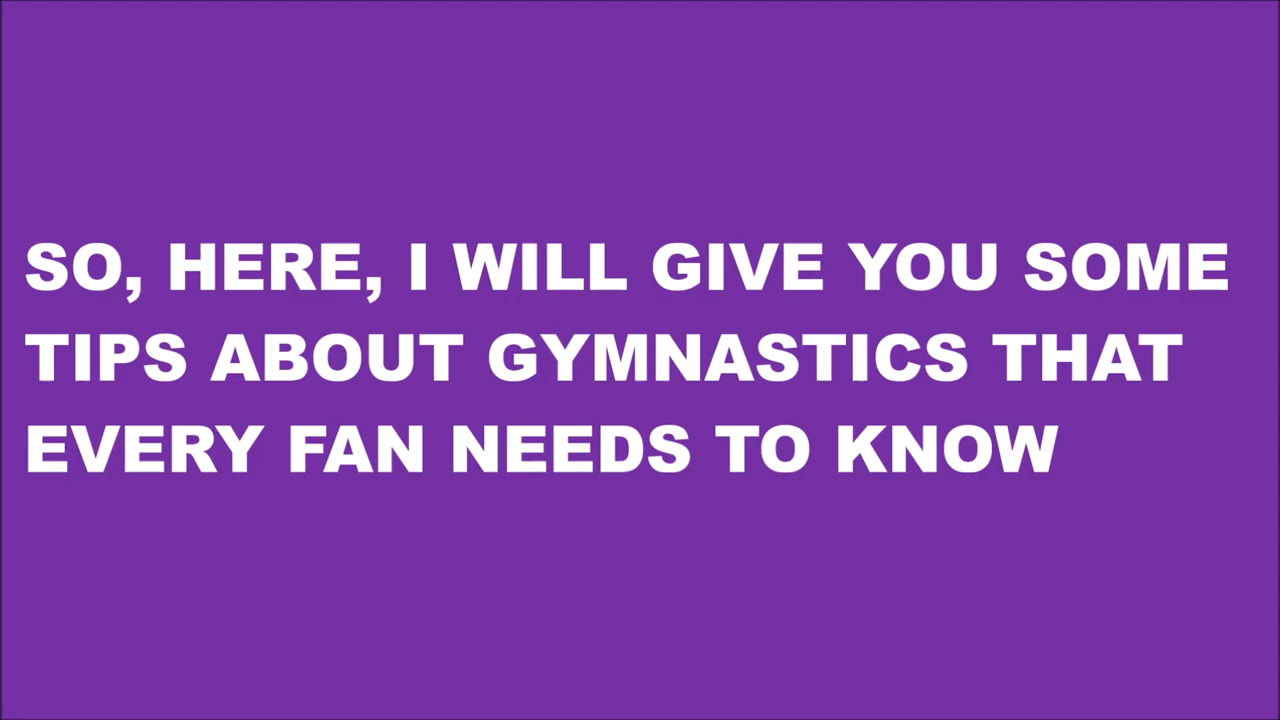 SO, HERE, I WILL GIVE YOU SOME
TIPS ABOUT GYMNASTICS THAT
EVERY FAN NEEDS TO KNOW